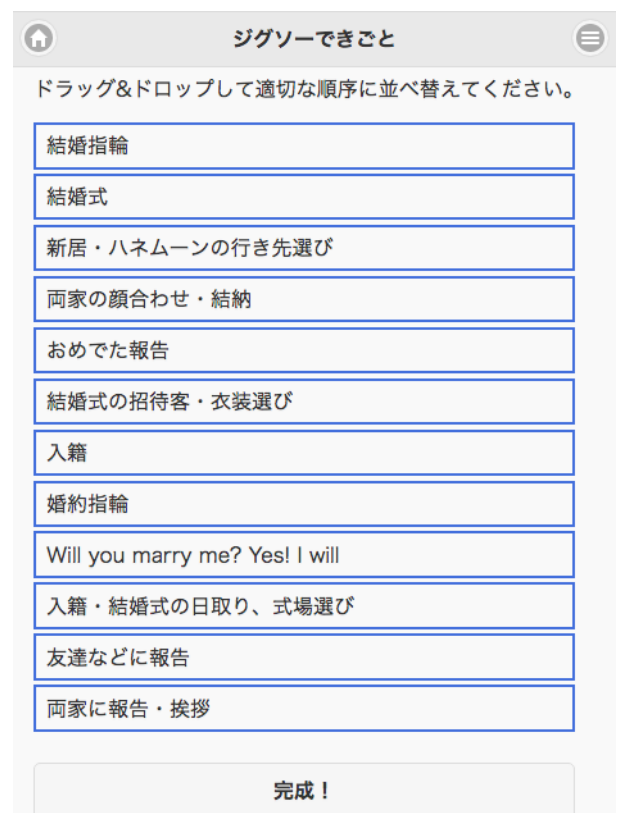 ジグソーできごと
ドラッグ&ドロップして適切な順序に並べ替えてください。
結婚指輪
結婚式
新居・ハネムーンの行き先選び
両家の顔合わせ・結納
おめでた報告
結婚式の招待客・衣装選び
入籍
婚約指輪
Will you marry me? Yes! I will
入籍・結婚式の日取り、式場選び
友達などに報告
両家に報告・挨拶
完成！